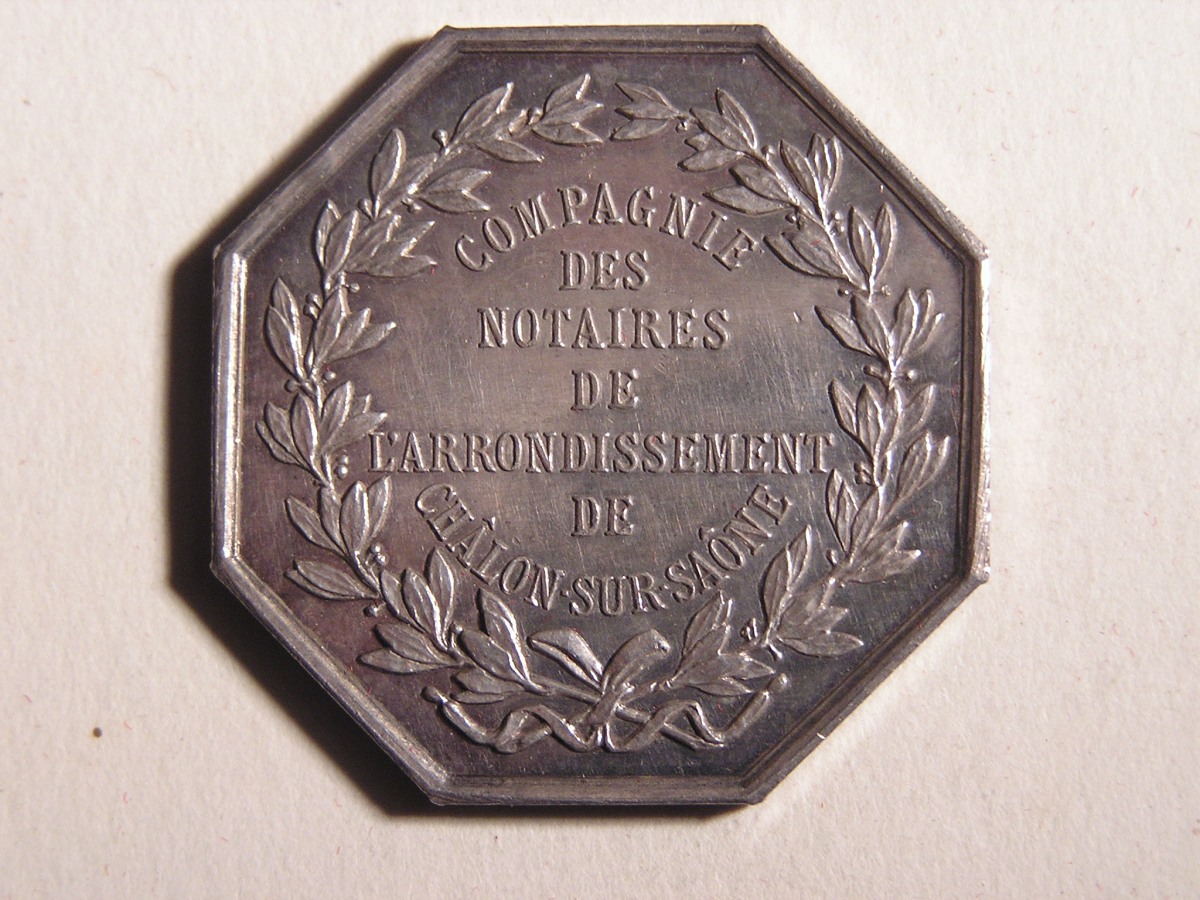 COMPAGNIE
DES
NOTAIRES
DE
L'ARRONDISSEMENT
DE
CHÂLON-SUR-SAÔNE